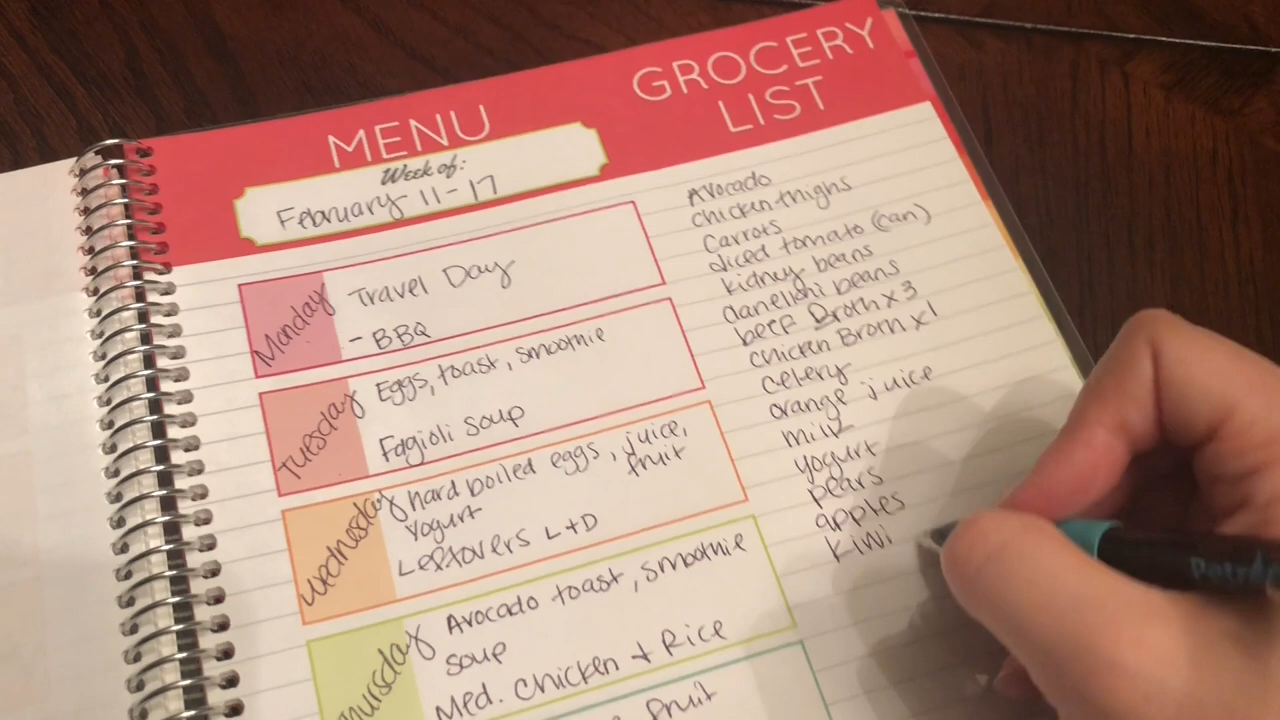 MENU
Week of:
February 11-17
Monday
Travel Day
- BBQ
Tuesday
Eggs, toast, smoothie
Fagioli soup
Wednesday
hard boiled eggs, juice,
fruit
Yogurt
Leftovers L+D
Thursday
Avocado toast, smoothie
soup
Med. Chicken + Rice
fruit
GROCERY
LIST
Avocado
chicken thighs
Carrots
diced tomato (can)
kidney beans
canelloni beans
beef Broth x3
chicken Broth x1
celery
orange juice
milk
yogurt
pears
apples
kiwi